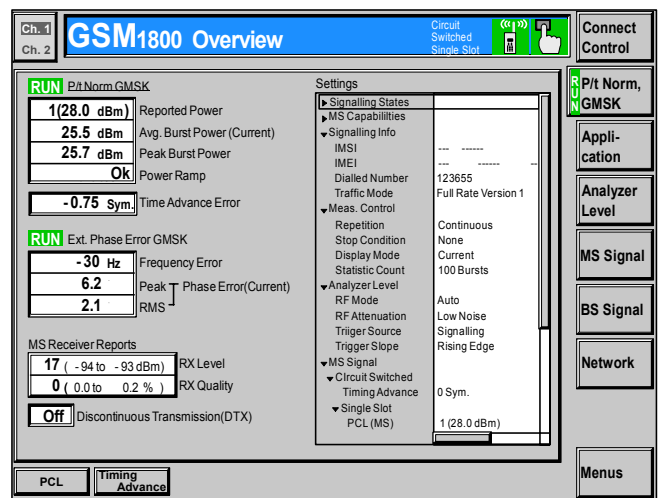 Ch. 1
Ch. 2
GSM1800 Overview
Circuit
Switched
Single Slot
Connect
Control
RUN P/t Norm GMSK
1(28.0 dBm) Reported Power
25.5 dBm Avg. Burst Power (Current)
25.7 dBm Peak Burst Power
Ok Power Ramp
-0.75 Sym. Time Advance Error
RUN Ext. Phase Error GMSK
-30 Hz Frequency Error
6.2 Peak
Phase Error(Current)
2.1 RMS
MS Receiver Reports
17 ( -94 to -93 dBm) RX Level
0 ( 0.0 to 0.2 % ) RX Quality
Off Discontinuous Transmission(DTX)
Settings
Signalling States
MS Capabililties
Signalling Info
IMSI --- ------
IMEI --- ------ --
Dialled Number 123655
Traffic Mode Full Rate Version 1
Meas. Control
Repetition Continuous
Stop Condition None
Display Mode Current
Statistic Count 100 Bursts
Analyzer Level
RF Mode Auto
RF Attenuation Low Noise
Triiger Source Signalling
Trigger Slope Rising Edge
MS Signal
CIrcuit Switched
Timing Advance 0 Sym.
Single Slot
PCL (MS) 1 (28.0 dBm)
RUN
P/t Norm,
GMSK
Appli-
cation
Analyzer
Level
MS Signal
BS Signal
Network
Menus
PCL
Timing
Advance